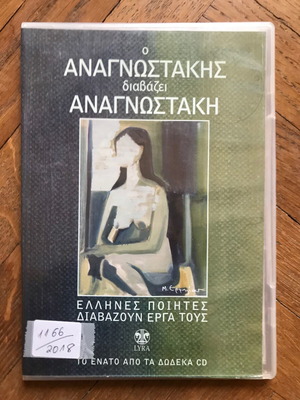 ο
ΑΝΑΓΝΩΣΤΑΚΗΣ
διαβάζει
ΑΝΑΓΝΩΣΤΑΚΗ
ΕΛΛΗΝΕΣ ΠΟΙΗΤΕΣ
ΔΙΑΒΑΖΟΥΝ ΕΡΓΑ ΤΟΥΣ
LYRA
1166
2018
ΤΟ ΕΝΑΤΟ ΑΠΟ ΤΑ ΔΩΔΕΚΑ CD